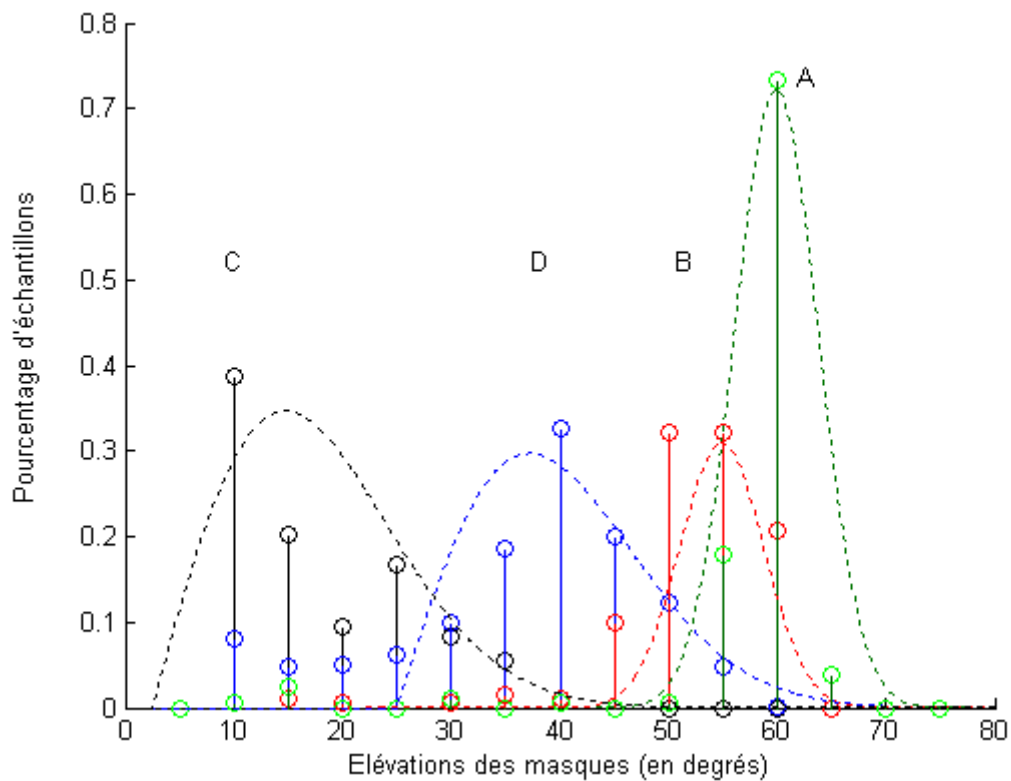 0.8
0.7
0.6
0.5
0.4
0.3
0.2
0.1
0
A
C
D
B
Pourcentage d'échantillons
0 10 20 30 40 50 60 70 80
Elévations des masques (en degrés)